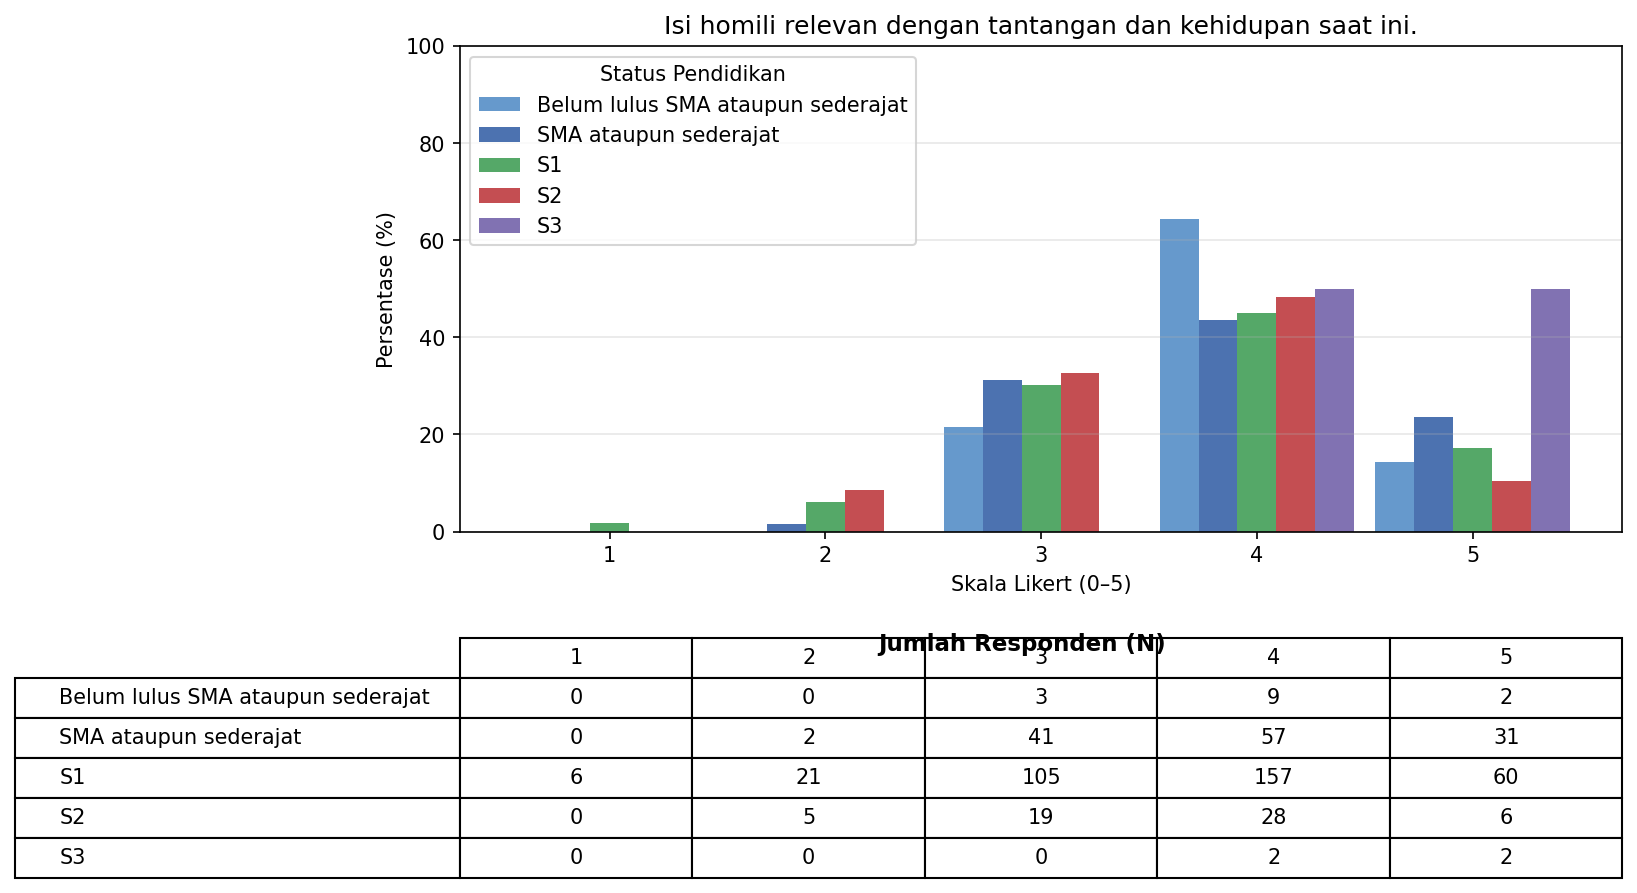 Isi homili relevan dengan tantangan dan kehidupan saat ini.
100
80
60
40
20
0
Persentase (%)
Status Pendidikan
Belum lulus SMA ataupun sederajat
SMA ataupun sederajat
S1
S2
S3
1 2 3 4 5
Skala Likert (0–5)
Jumlah Responden (N)
1 2 3 4 5
Belum lulus SMA ataupun sederajat 0 0 3 9 2
SMA ataupun sederajat 0 2 41 57 31
S1 6 21 105 157 60
S2 0 5 19 28 6
S3 0 0 0 2 2